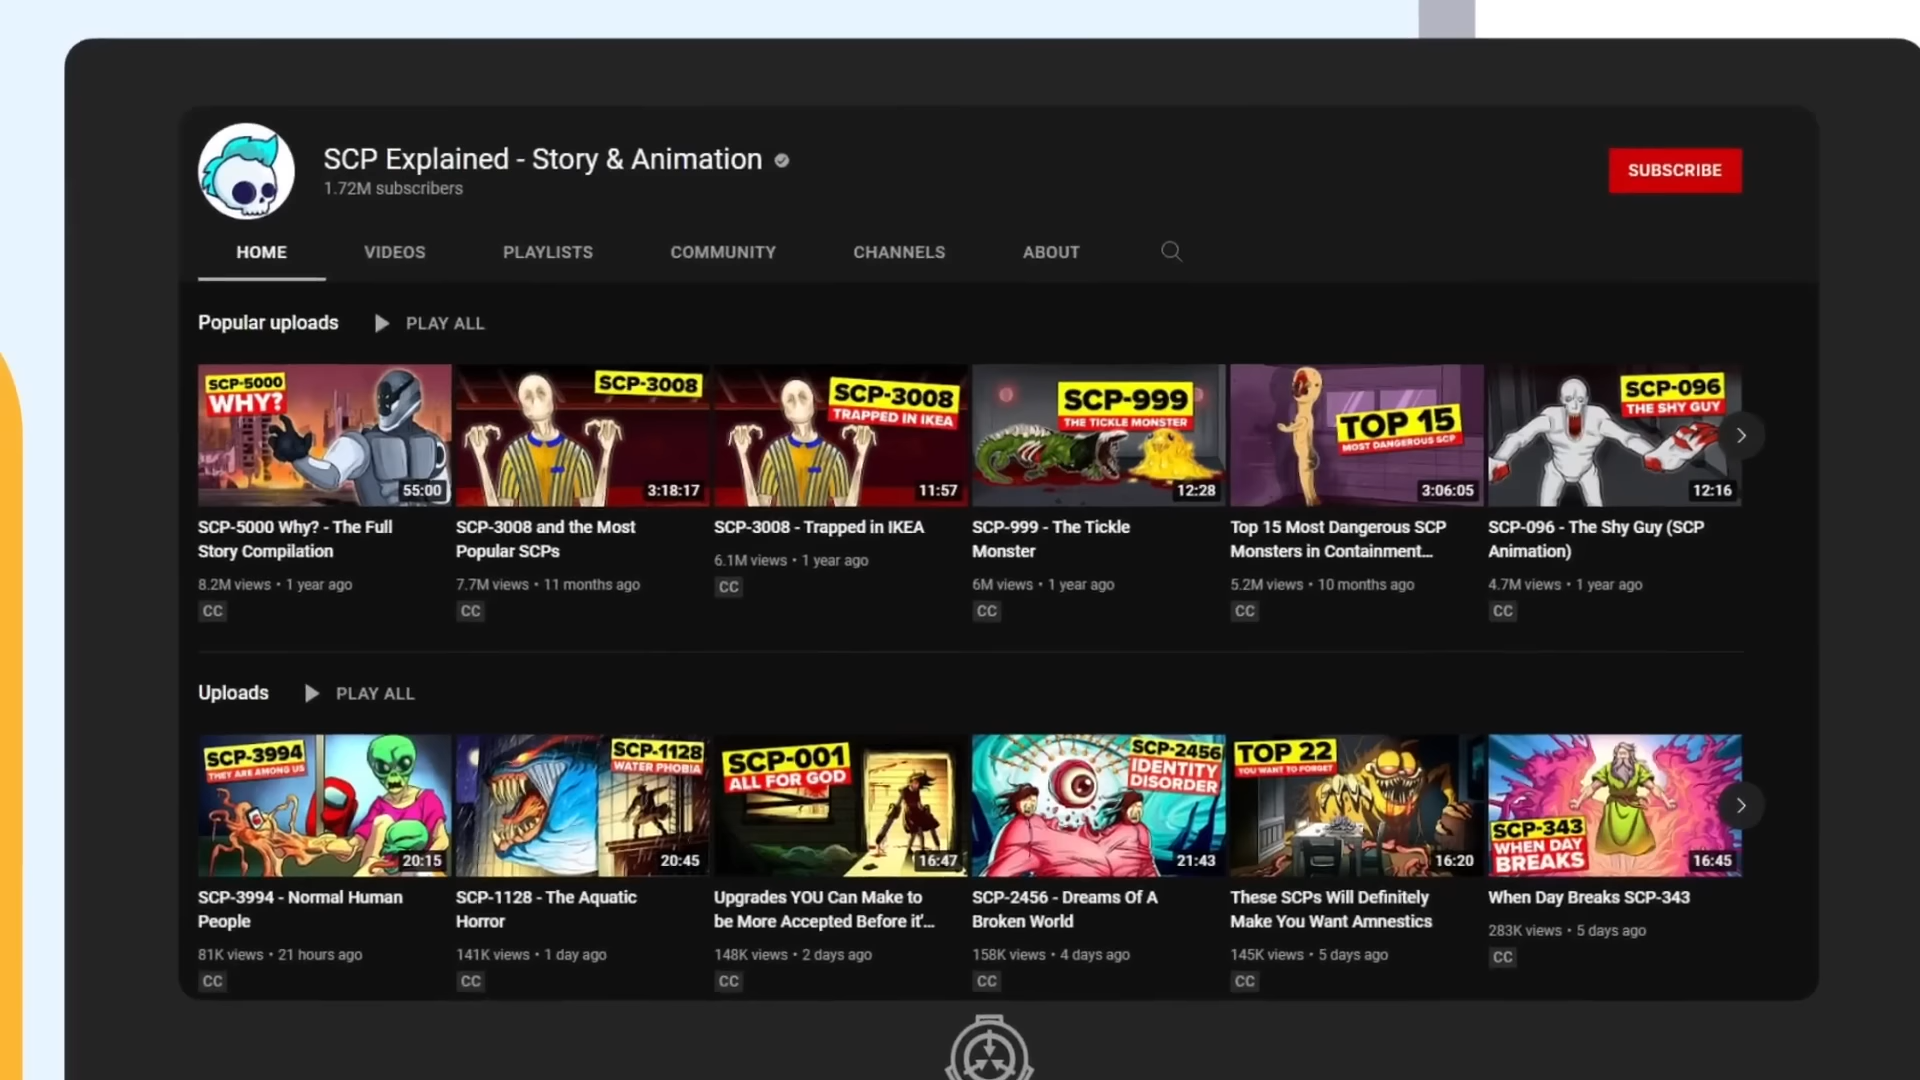 SCP Explained - Story & Animation
1.72M subscribers
SUBSCRIBE
HOME
VIDEOS
PLAYLISTS
COMMUNITY
CHANNELS
ABOUT
Popular uploads
PLAY ALL
SCP-5000
WHY?
55:00
SCP-3008
3:18:17
SCP-3008
TRAPPED IN IKEA
11:57
SCP-999
THE TICKLE MONSTER
12:28
TOP 15
MOST DANGEROUS SCP
3:06:05
SCP-096
THE SHY GUY
12:16
SCP-5000 Why? - The Full
Story Compilation
8.2M views • 1 year ago
CC
SCP-3008 and the Most
Popular SCPs
7.7M views • 11 months ago
CC
SCP-3008 - Trapped in IKEA
6.1M views • 1 year ago
CC
SCP-999 - The Tickle
Monster
6M views • 1 year ago
CC
Top 15 Most Dangerous SCP
Monsters in Containment...
5.2M views • 10 months ago
CC
SCP-096 - The Shy Guy (SCP
Animation)
4.7M views • 1 year ago
CC
Uploads
PLAY ALL
SCP-3994
THEY ARE AMONG US
20:15
SCP-1128
WATER PHOBIA
20:45
SCP-001
ALL FOR GOD
16:47
SCP-2456
IDENTITY
DISORDER
21:43
TOP 22
YOU WANT TO FORGET
16:20
SCP-343
WHEN DAY
BREAKS
16:45
SCP-3994 - Normal Human
People
81K views • 21 hours ago
CC
SCP-1128 - The Aquatic
Horror
141K views • 1 day ago
CC
Upgrades YOU Can Make to
be More Accepted Before it'...
148K views • 2 days ago
CC
SCP-2456 - Dreams Of A
Broken World
158K views • 4 days ago
CC
These SCPs Will Definitely
Make You Want Amnestics
145K views • 5 days ago
CC
When Day Breaks SCP-343
283K views • 5 days ago
CC